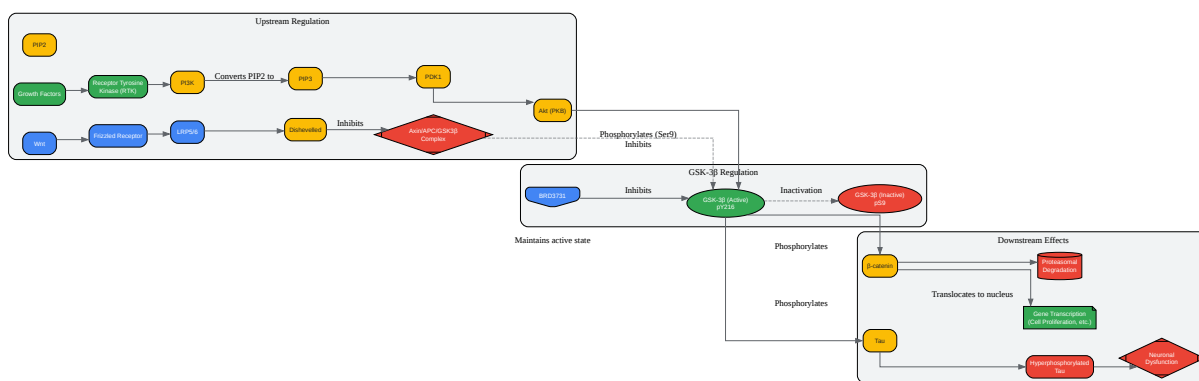 Upstream Regulation
PIP2
Growth Factors
Receptor Tyrosine
Kinase (RTK)
PI3K
Converts PIP2 to
PIP3
PDK1
Akt (PKB)
Wnt
Frizzled Receptor
LRP5/6
Dishevelled
Inhibits
Axin/APC/GSK3β
Complex
Phosphorylates (Ser9)
Inhibits
GSK-3β Regulation
BRD3731
Inhibits
GSK-3β (Active)
pY216
Inactivation
GSK-3β (Inactive)
pS9
Maintains active state
Phosphorylates
Downstream Effects
β-catenin
Proteasomal
Degradation
Translocates to nucleus
Gene Transcription
(Cell Proliferation, etc.)
Phosphorylates
Tau
Hyperphosphorylated
Tau
Neuronal
Dysfunction